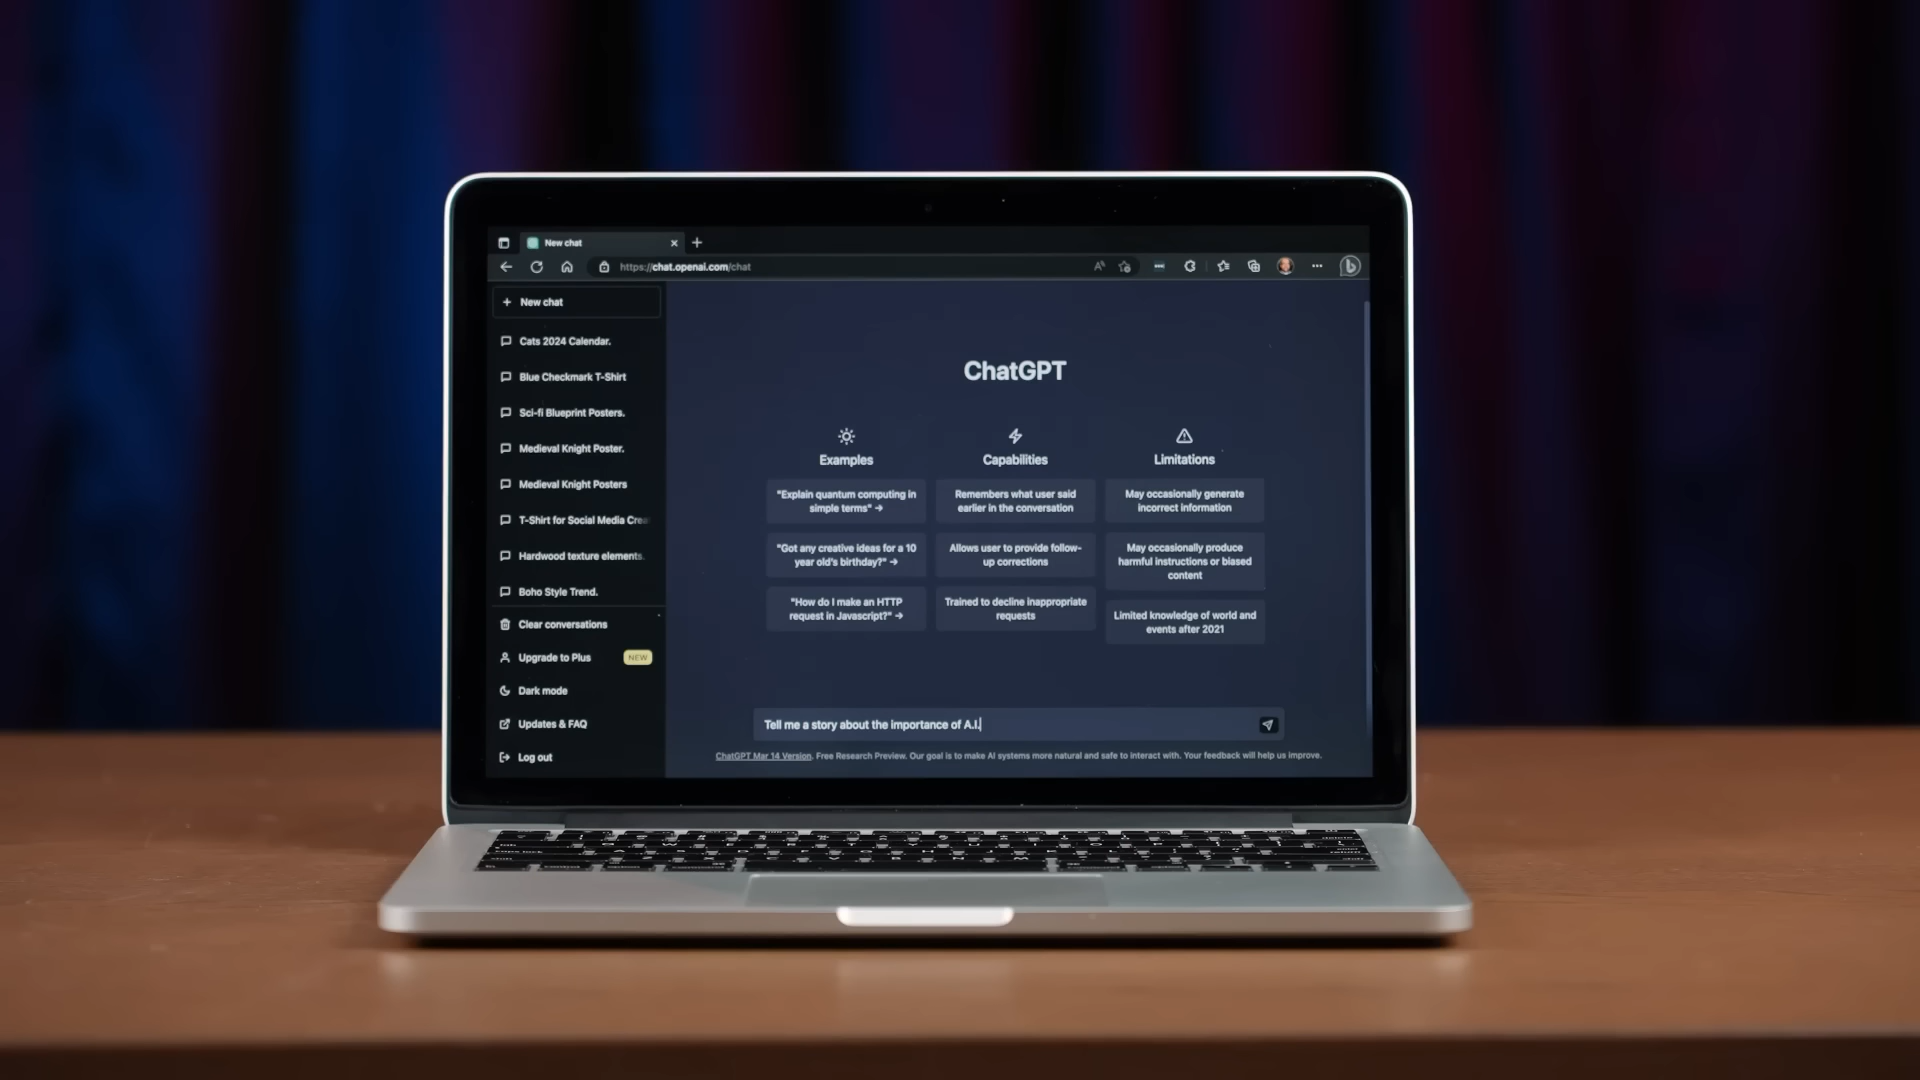 New chat
https://chat.openai.com/chat
New chat
Cats 2024 Calendar.
Blue Checkmark T-Shirt
Sci-fi Blueprint Posters.
Medieval Knight Poster.
Medieval Knight Posters
T-Shirt for Social Media Crea
Hardwood texture elements.
Boho Style Trend.
Clear conversations
Upgrade to Plus NEW
Dark mode
Updates & FAQ
Log out
ChatGPT
Examples
"Explain quantum computing in
simple terms" →
"Got any creative ideas for a 10
year old's birthday?" →
"How do I make an HTTP
request in Javascript?" →
Capabilities
Remembers what user said
earlier in the conversation
Allows user to provide follow-
up corrections
Trained to decline inappropriate
requests
Limitations
May occasionally generate
incorrect information
May occasionally produce
harmful instructions or biased
content
Limited knowledge of world and
events after 2021
Tell me a story about the importance of A.I.
ChatGPT Mar 14 Version. Free Research Preview. Our goal is to make AI systems more natural and safe to interact with. Your feedback will help us improve.